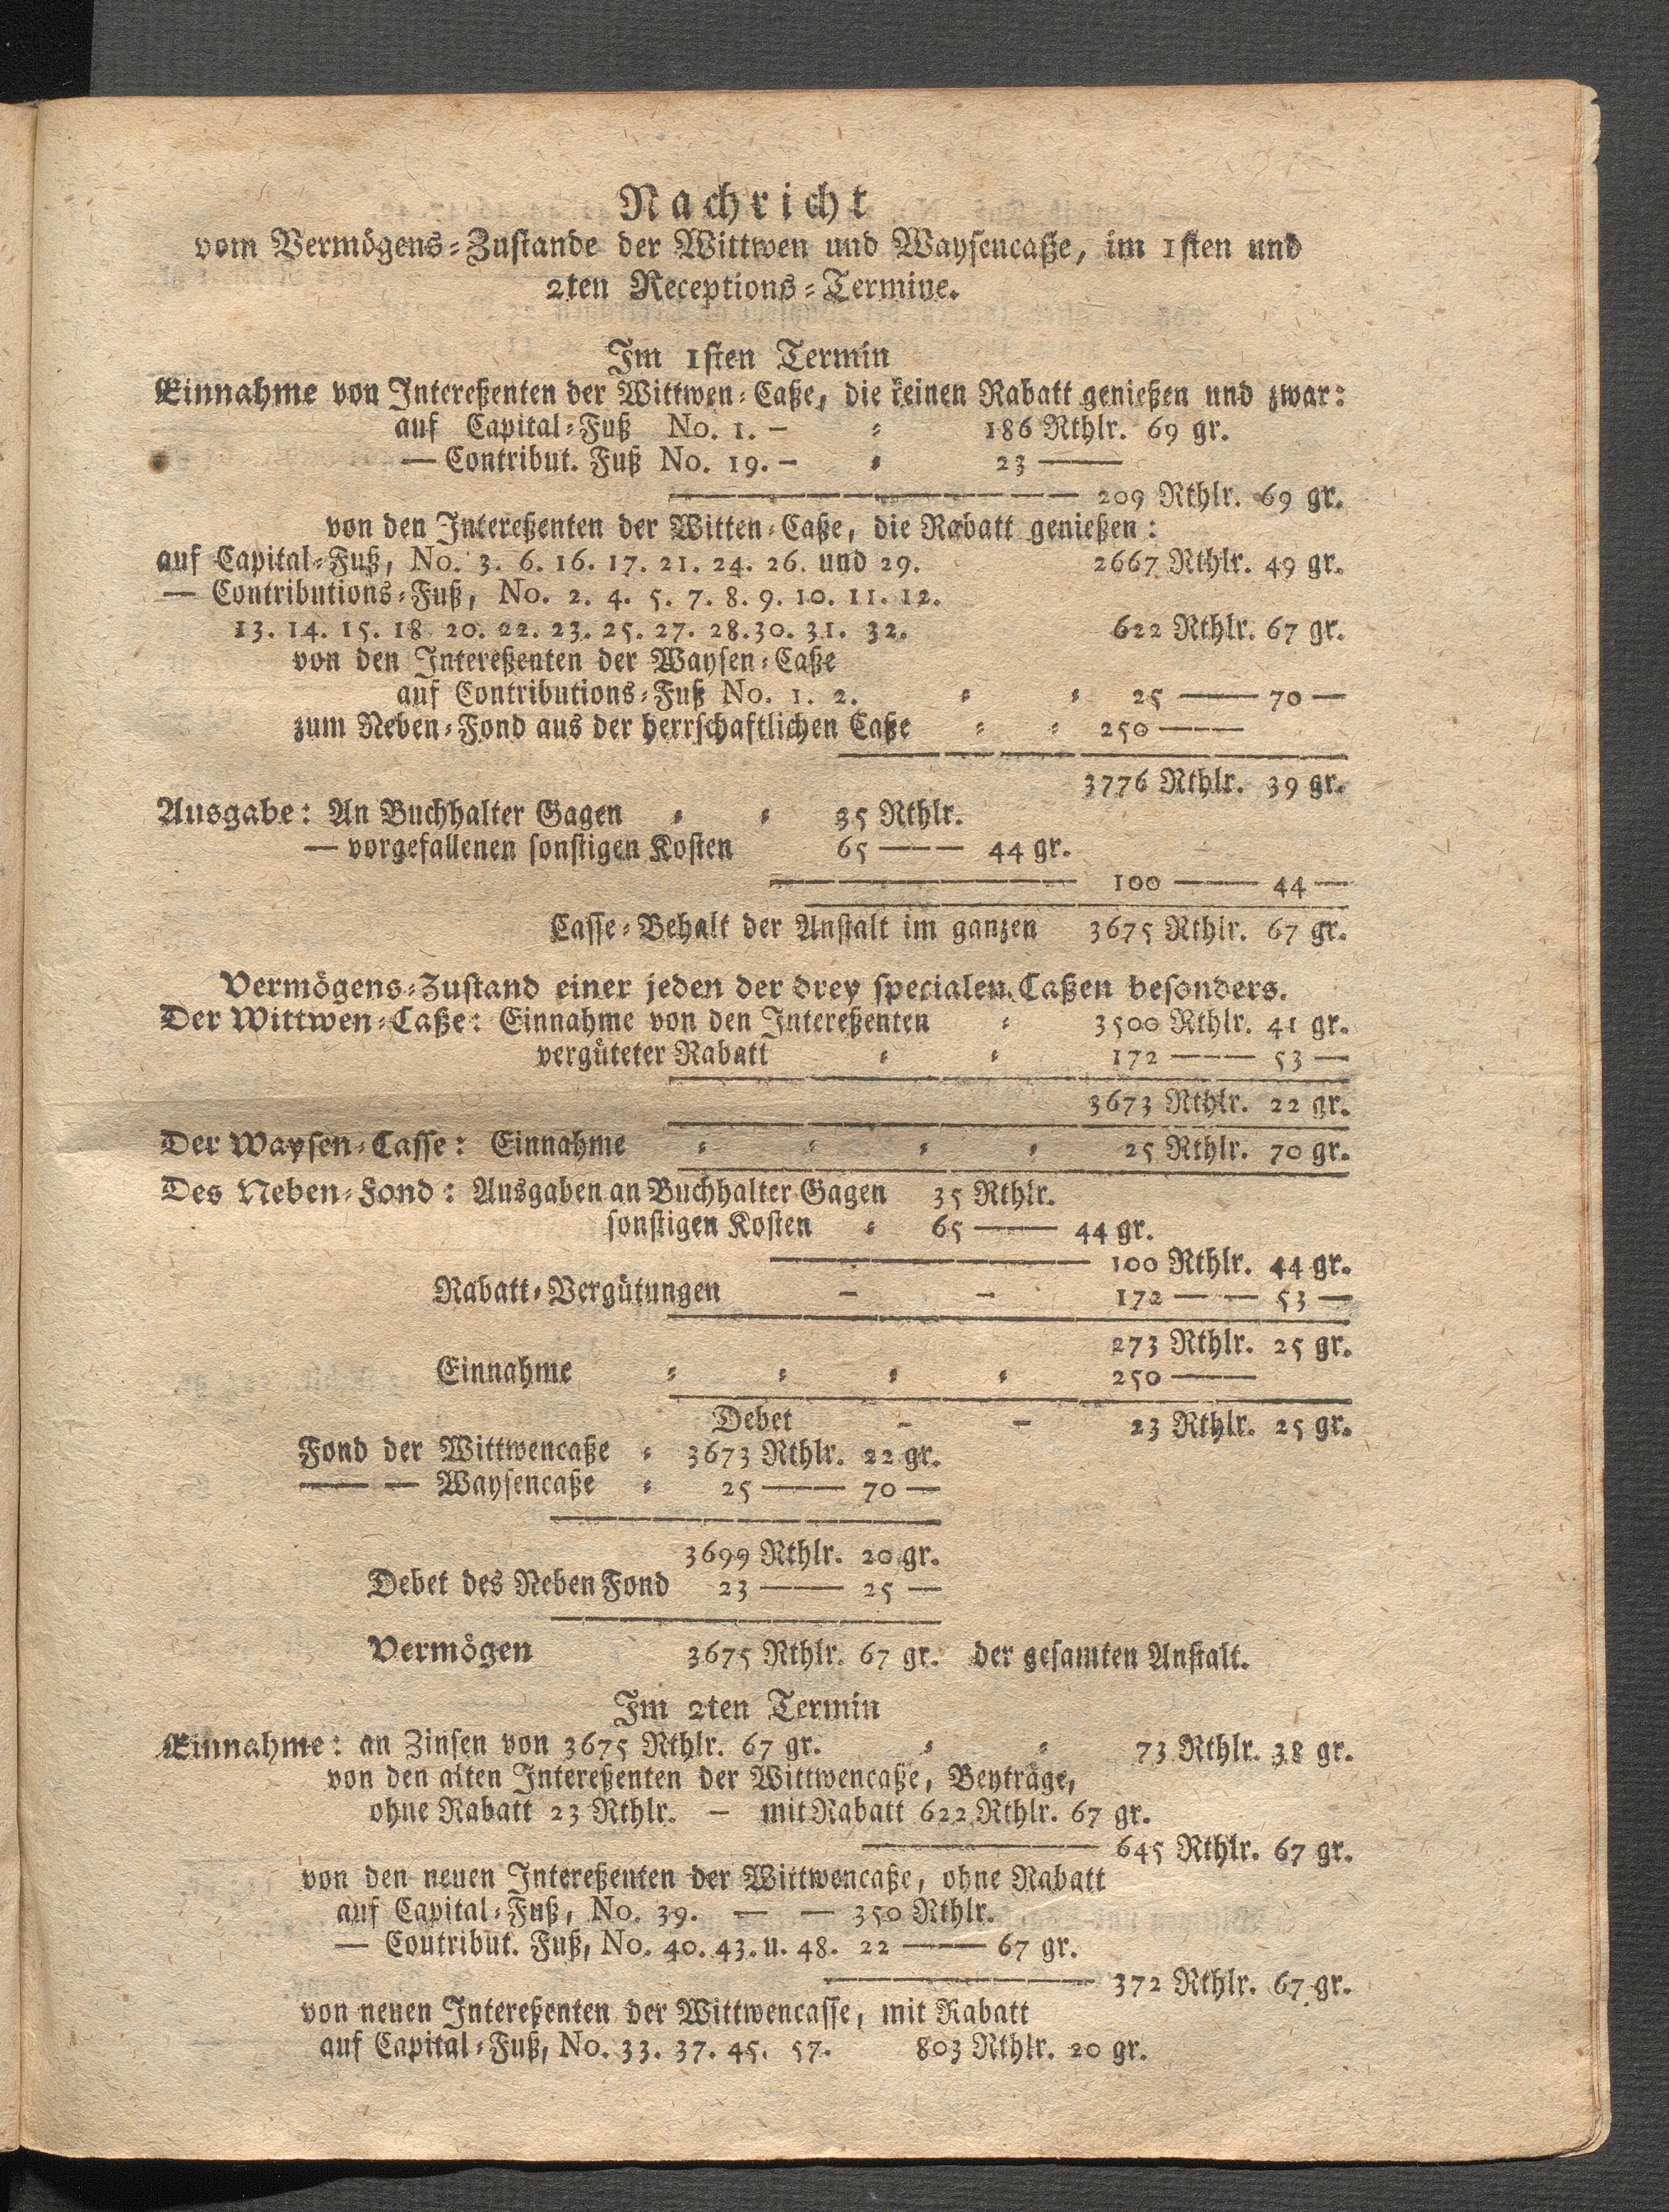 Nachricht
vom Vermögens-Zustande der Wittwen und Waysencaße, im 1sten und
2ten Receptions-Termine.
Im 1sten Termin
Einnahme von Intereßenten der Wittwen-Caße, die keinen Rabatt genießen und zwar:
auf Capital-Fuß No. 1. - - 186 Rthlr. 69 gr.
— Contribut. Fuß No. 19. - - 23 —
209 Rthlr. 69 gr.
von den Intereßenten der Witten-Caße, die Rabatt genießen:
auf Capital-Fuß, No. 3. 6. 16. 17. 21. 24. 26. und 29. 2667 Rthlr. 49 gr.
— Contributions-Fuß, No. 2. 4. 5. 7. 8. 9. 10. 11. 12.
13. 14. 15. 18 20. 22. 23. 25. 27. 28. 30. 31. 32. 622 Rthlr. 67 gr.
von den Intereßenten der Waysen-Caße
auf Contributions-Fuß No. 1. 2. - - 25 — 70 —
zum Neben-Fond aus der herrschaftlichen Caße - - 250 —
3776 Rthlr. 39 gr.
Ausgabe: An Buchhalter Gagen - - 35 Rthlr.
— vorgefallenen sonstigen Kosten 65 — — 44 gr.
100 — 44 —
Casse-Behalt der Anstalt im ganzen 3675 Rthlr. 67 gr.
Vermögens-Zustand einer jeden der drey specialen Caßen besonders.
Der Wittwen-Caße: Einnahme von den Intereßenten - 3500 Rthlr. 41 gr.
vergüteter Rabatt - - 172 — 53 —
3673 Rthlr. 22 gr.
Der Waysen-Casse: Einnahme - - - - 25 Rthlr. 70 gr.
Des Neben-Fond: Ausgaben an Buchhalter Gagen 35 Rthlr.
sonstigen Kosten - 65 — 44 gr.
100 Rthlr. 44 gr.
Rabatt-Vergütungen - - 172 — — 53 —
273 Rthlr. 25 gr.
Einnahme - - - - 250 —
Debet - - 23 Rthlr. 25 gr.
Fond der Wittwencaße - 3673 Rthlr. 22 gr.
— — Waysencaße - 25 — 70 —
3699 Rthlr. 20 gr.
Debet des Neben Fond 23 — 25 —
Vermögen 3675 Rthlr. 67 gr. der gesamten Anstalt.
Im 2ten Termin
Einnahme: an Zinsen von 3675 Rthlr. 67 gr. - - 73 Rthlr. 38 gr.
von den alten Intereßenten der Wittwencaße, Beyträge,
ohne Rabatt 23 Rthlr. — mit Rabatt 622 Rthlr. 67 gr.
645 Rthlr. 67 gr.
von den neuen Intereßenten der Wittwencaße, ohne Rabatt
auf Capital-Fuß, No. 39. — — 350 Rthlr.
— Coutribut. Fuß, No. 40. 43. u. 48. 22 — 67 gr.
372 Rthlr. 67 gr.
von neuen Intereßenten der Wittwencasse, mit Rabatt
auf Capital-Fuß, No. 33. 37. 45. 57. 803 Rthlr. 20 gr.